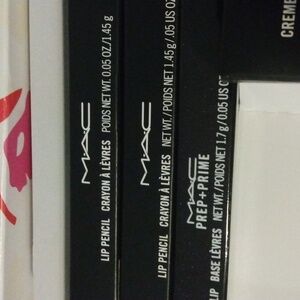 MAC
LIP PENCIL CRAYON À LÈVRES POIDS NET WT. 0.05 OZ/1.45 g
MAC
LIP PENCIL CRAYON À LÈVRES NET WT./POIDS NET 1.45 g/.05 US OZ
MAC
PREP+PRIME
LIP BASE LÈVRES NET WT./POIDS NET 1.7 g/.05 US
CREME